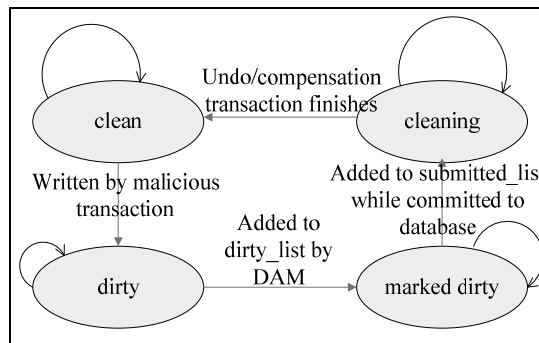 Undo/compensation
transaction finishes
clean
cleaning
Written by malicious
transaction
Added to submitted_list
while committed to
database
Added to
dirty_list by
DAM
dirty
marked dirty